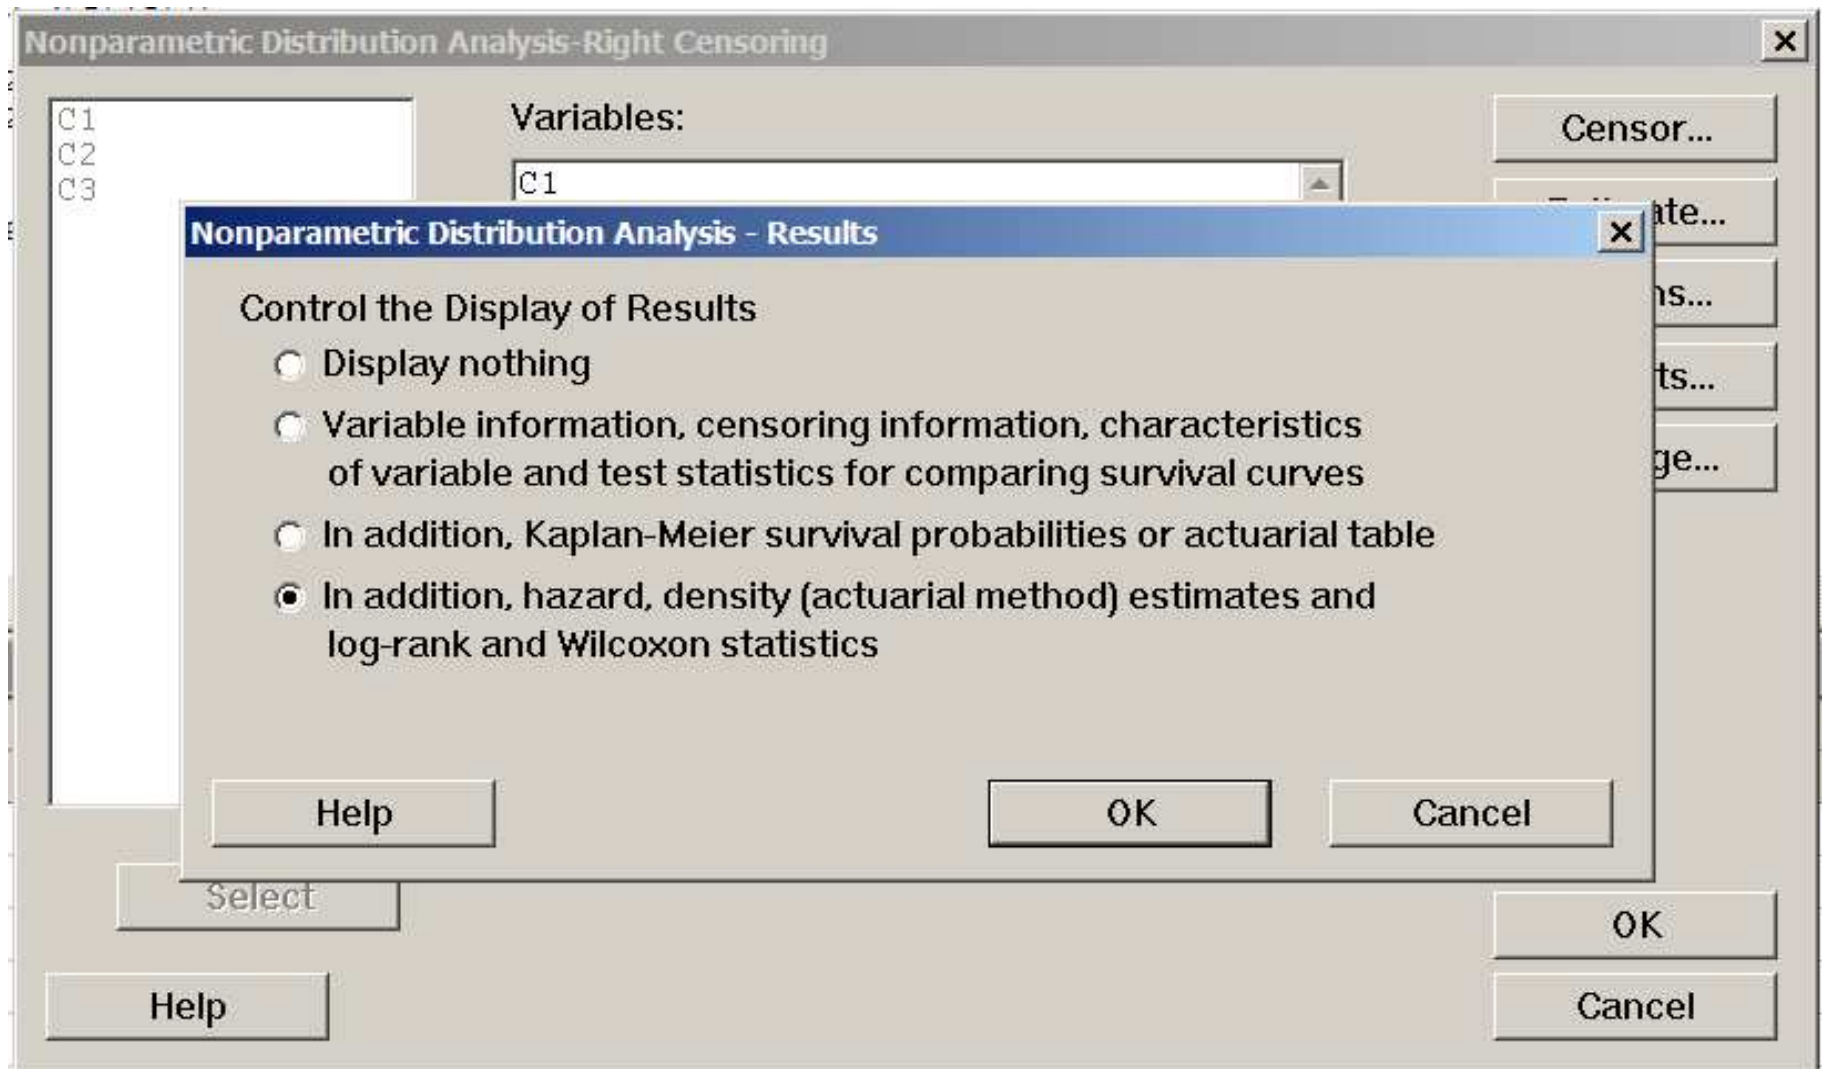 Nonparametric Distribution Analysis-Right Censoring
C1
C2
C3
Variables:
C1
Censor...
Nonparametric Distribution Analysis - Results
Control the Display of Results
Display nothing
Variable information, censoring information, characteristics
of variable and test statistics for comparing survival curves
In addition, Kaplan-Meier survival probabilities or actuarial table
In addition, hazard, density (actuarial method) estimates and
log-rank and Wilcoxon statistics
Help
OK
Cancel
Select
OK
Help
Cancel